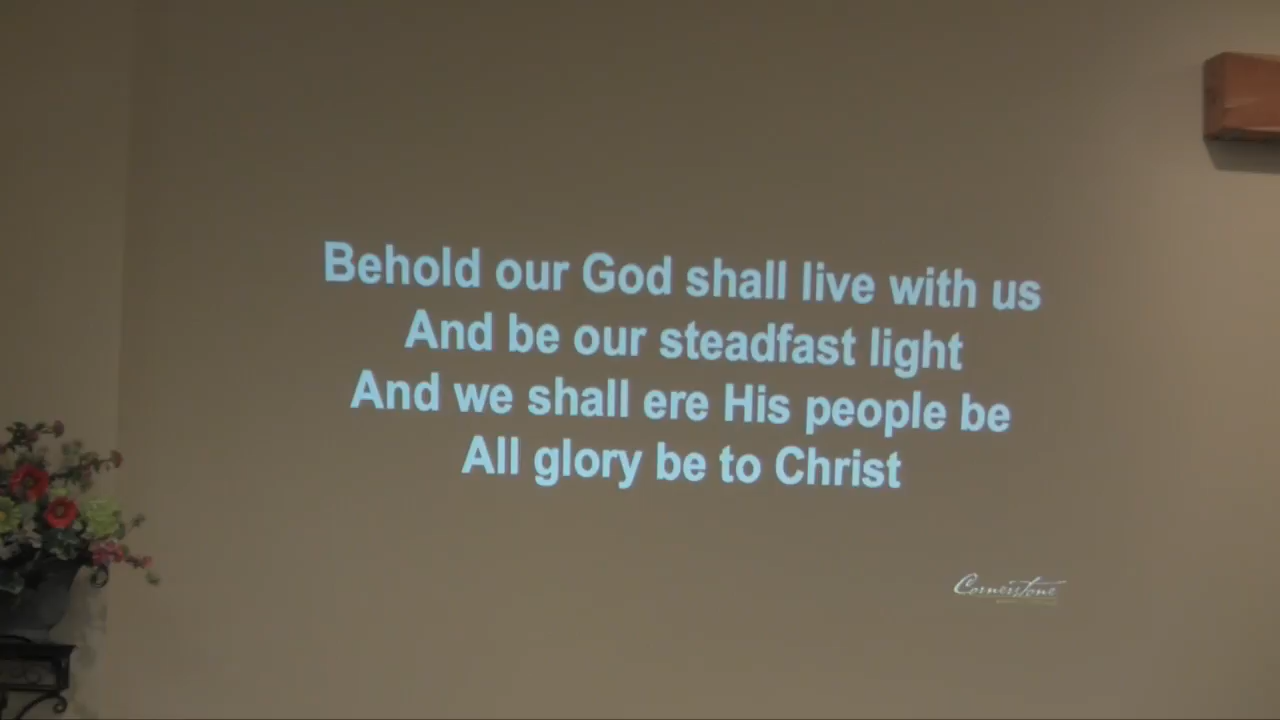 Behold our God shall live with us
And be our steadfast light
And we shall ere His people be
All glory be to Christ
Cornerstone